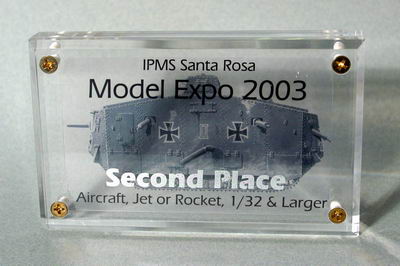 IPMS Santa Rosa
Model Expo 2003
Second Place
Aircraft, Jet or Rocket, 1/32 & Larger